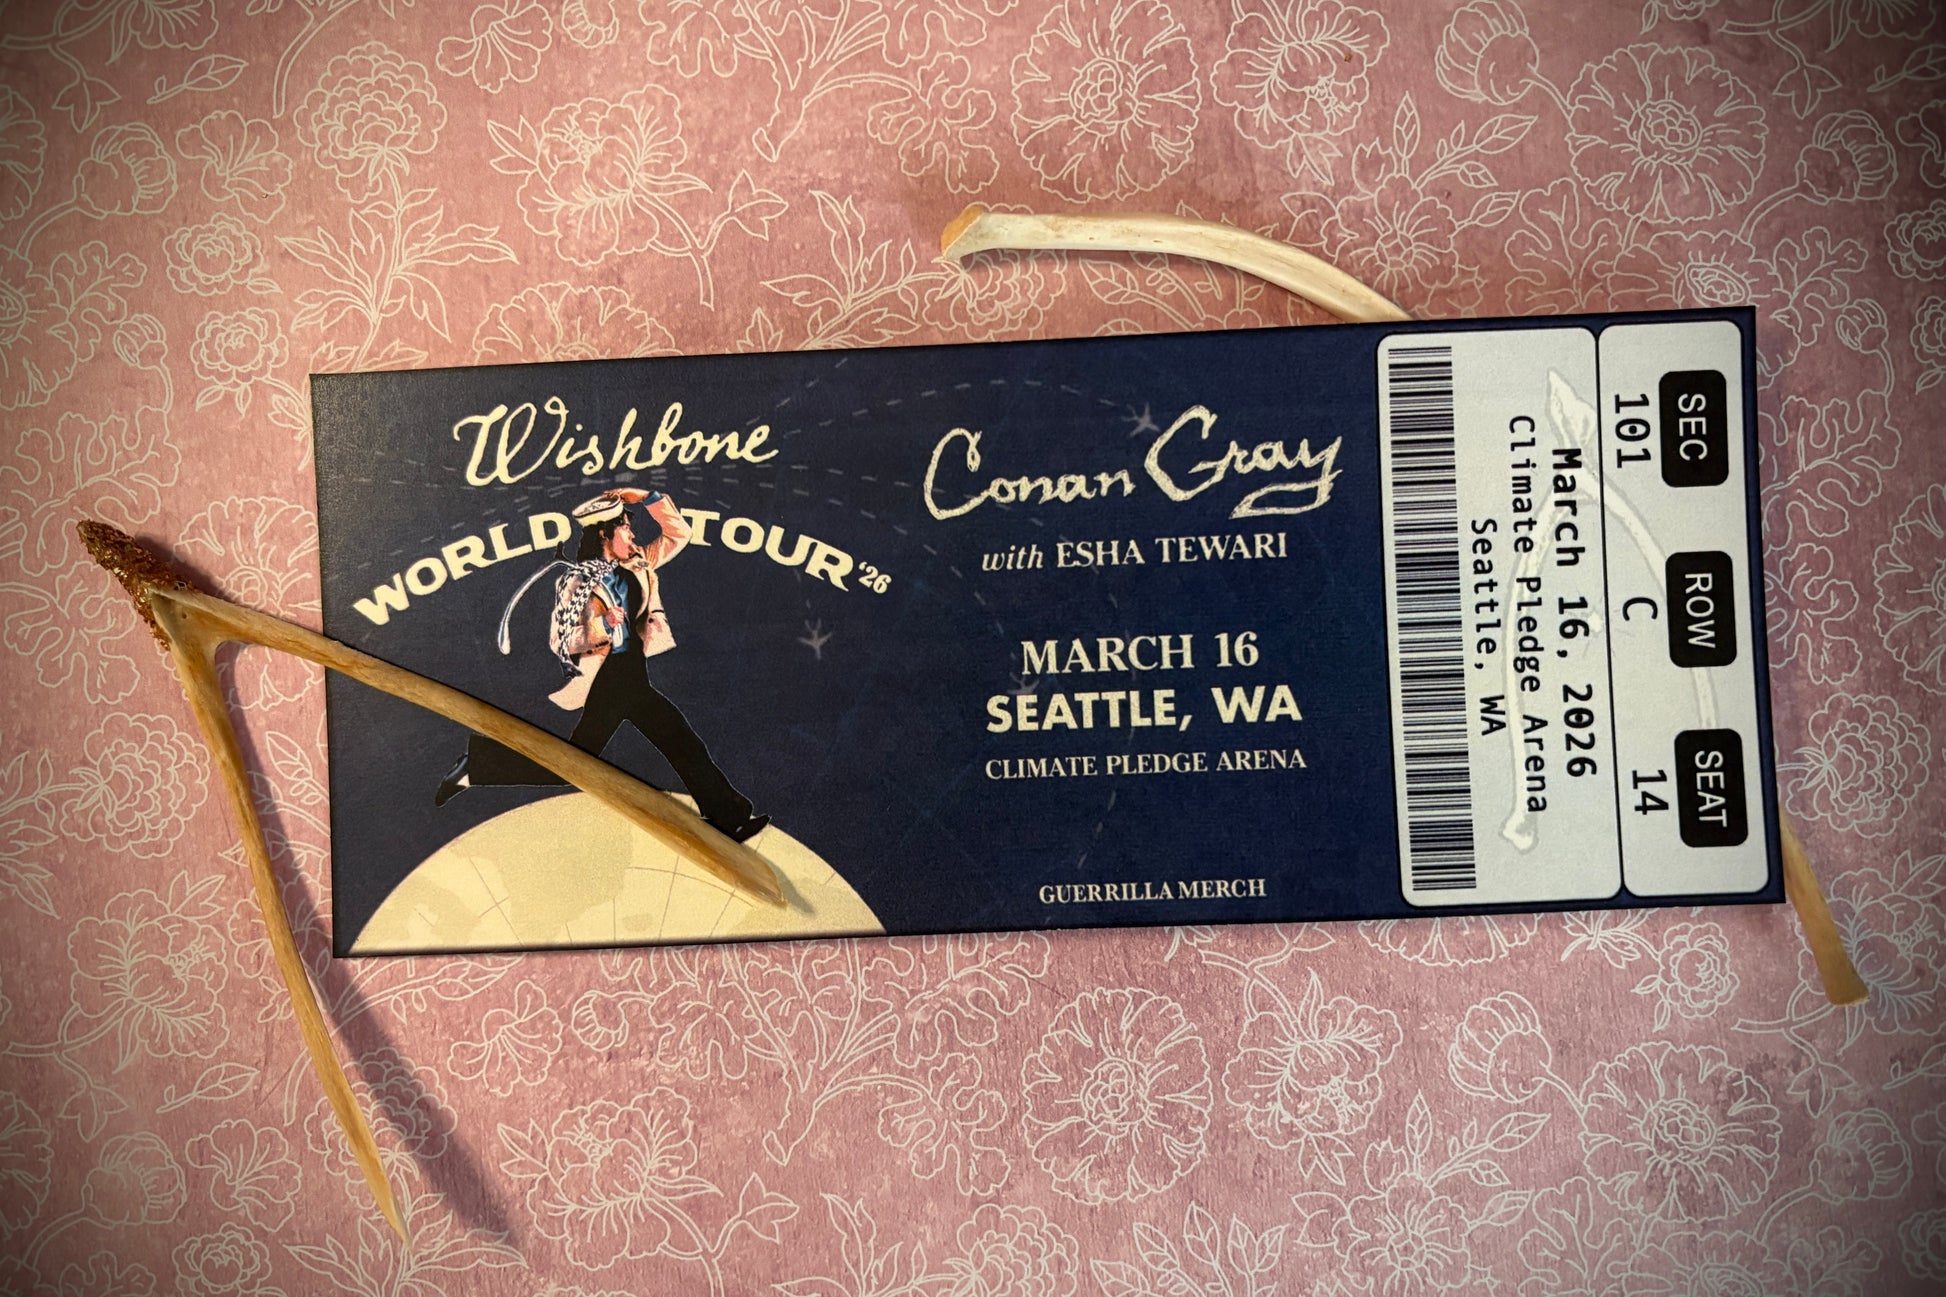 Wishbone
WORLD TOUR '26
Conan Gray
with ESHA TEWARI
MARCH 16
SEATTLE, WA
CLIMATE PLEDGE ARENA
GUERRILLA MERCH
March 16, 2026
Climate Pledge Arena
Seattle, WA
SEC ROW SEAT
101 C 14